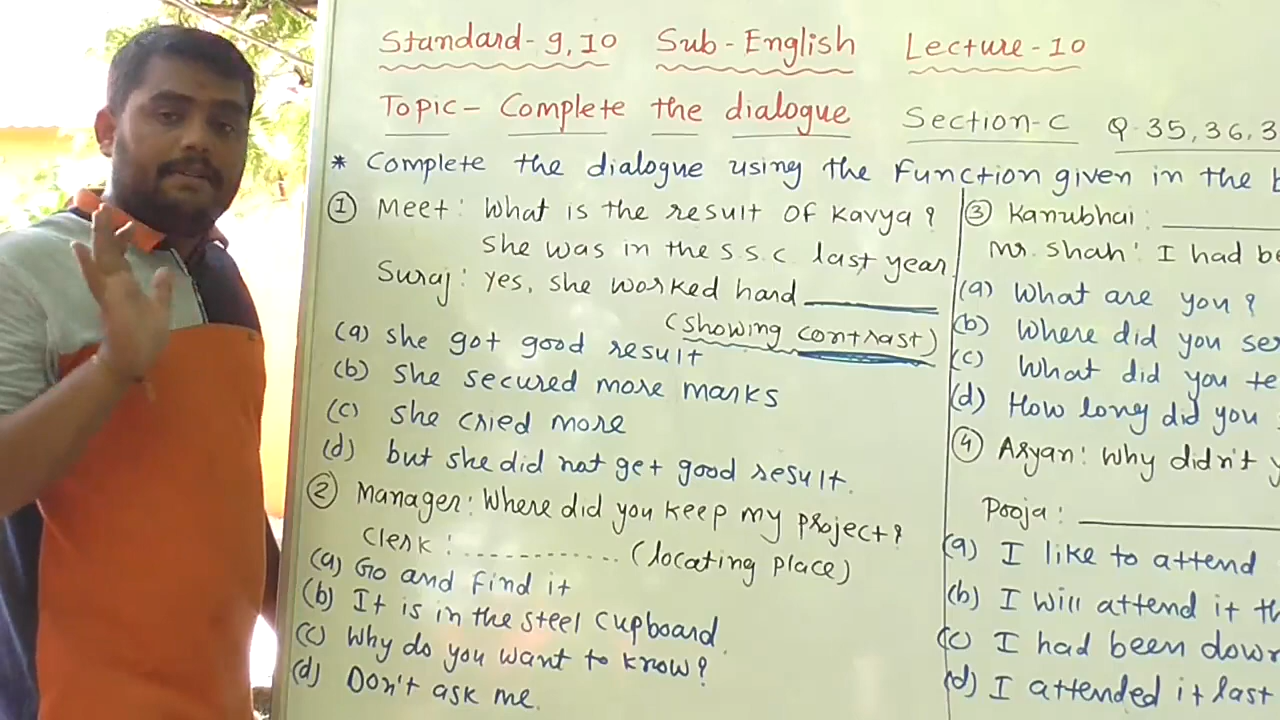 Standard-9,10 Sub-English Lecture-10
Topic- Complete the dialogue Section-C Q.35,36,3
* Complete the dialogue using the Function given in the b
① Meet: What is the result of Kavya?
She was in the S.S.C. last year.
Suraj: Yes, she worked hard ________
(showing contrast)
(a) She got good result
(b) She secured more marks
(c) She cried more
(d) but she did not get good result.
② Manager: Where did you keep my project?
Clerk: ............... (locating place)
(a) Go and find it
(b) It is in the steel cupboard.
(c) Why do you want to know?
(d) Don't ask me.
③ Kanubhai: ________
Mr. Shah: I had be
(a) What are you?
(b) Where did you ser
(c) What did you te
(d) How long did you
④ Aryan: Why didn't y
Pooja: ________
(a) I like to attend
(b) I will attend it th
(c) I had been down
(d) I attended it last